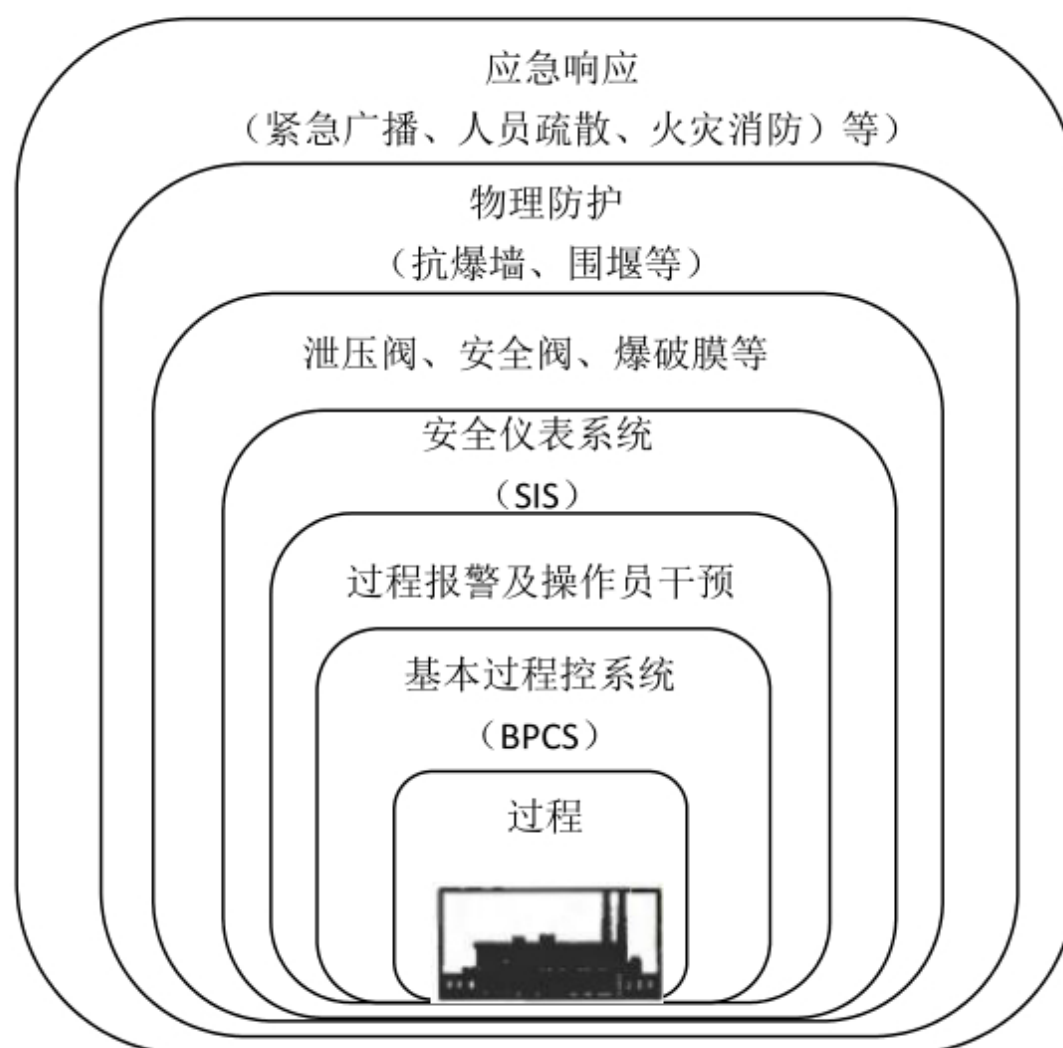 应急响应
（紧急广播、人员疏散、火灾消防）等）
物理防护
（抗爆墙、围堰等）
泄压阀、安全阀、爆破膜等
安全仪表系统
（SIS）
过程报警及操作员干预
基本过程控系统
（BPCS）
过程